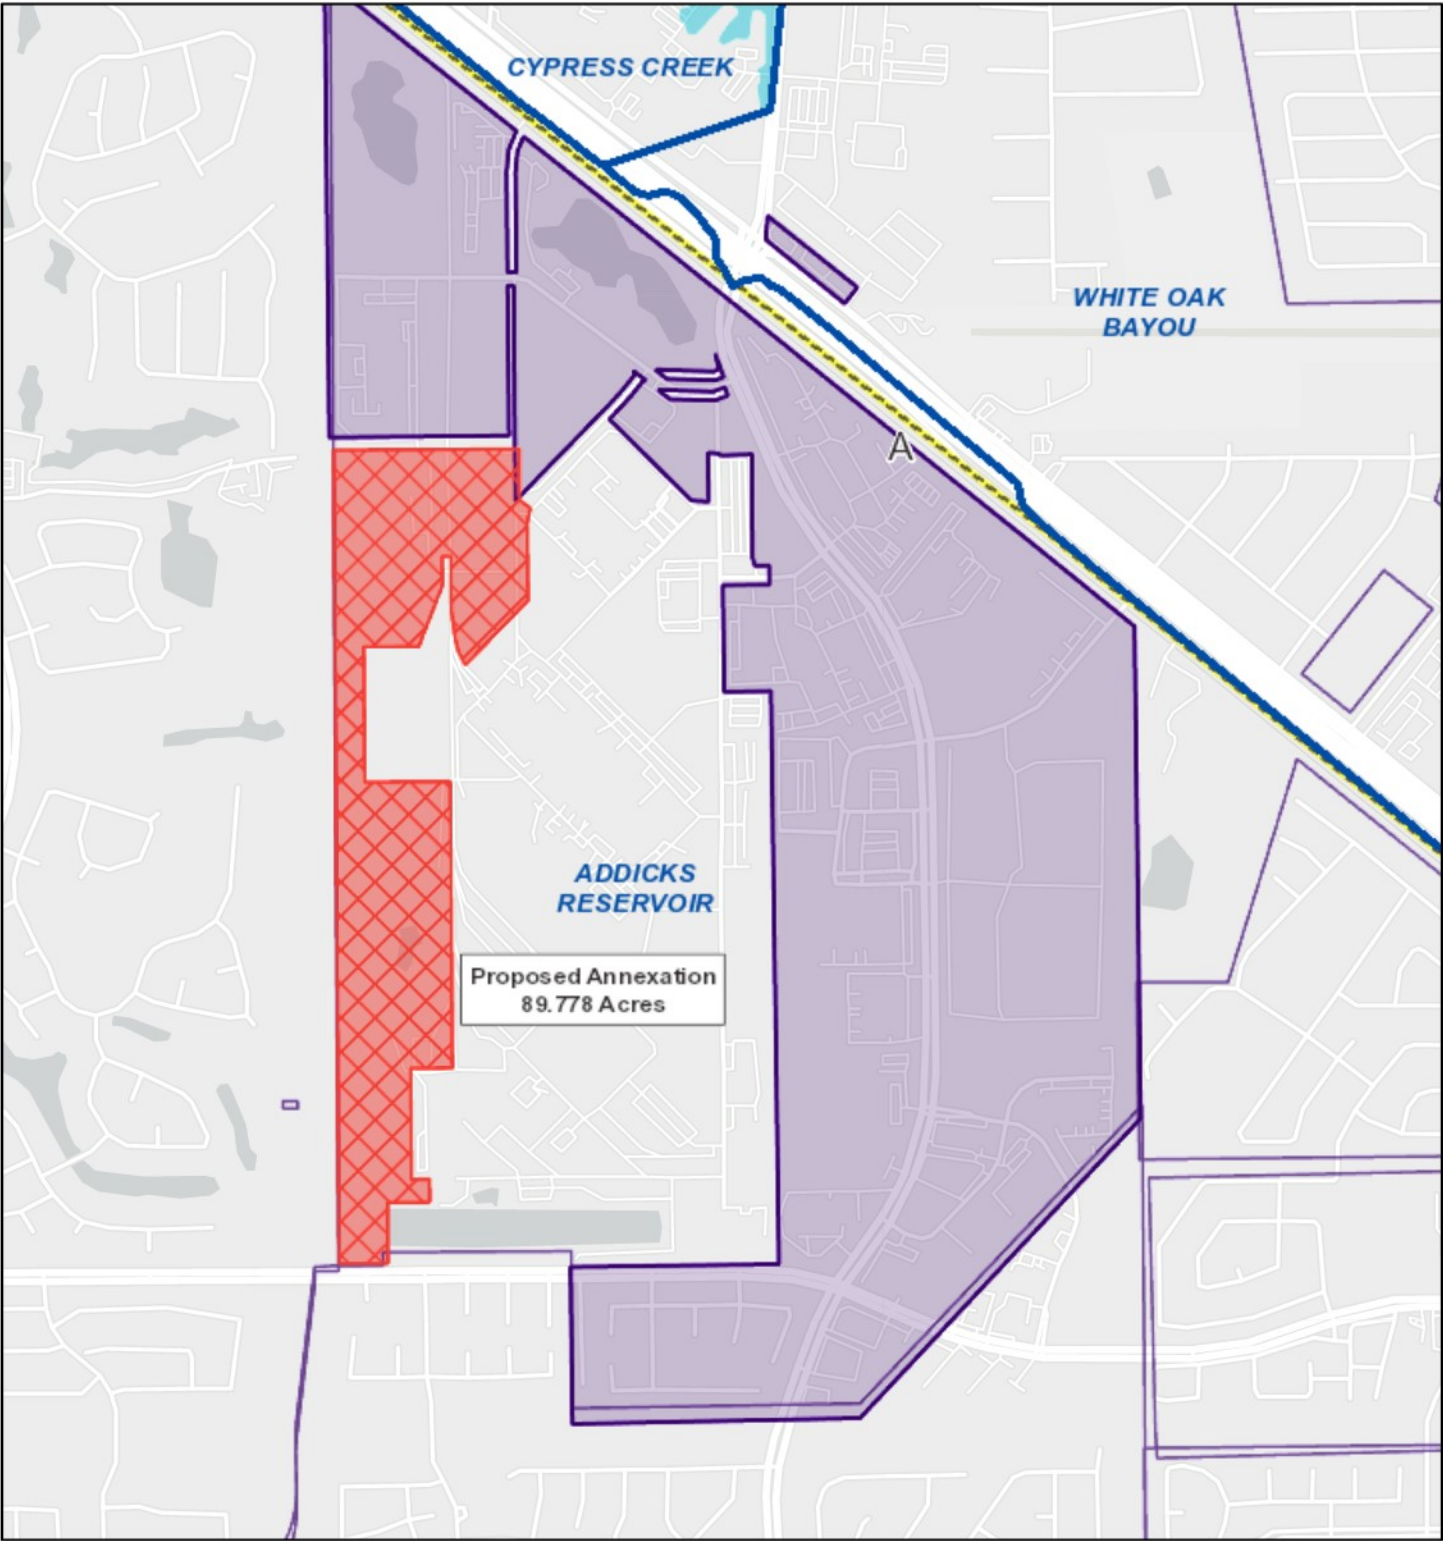 CYPRESS CREEK
WHITE OAK
BAYOU
A
ADDICKS
RESERVOIR
Proposed Annexation
89.778 Acres